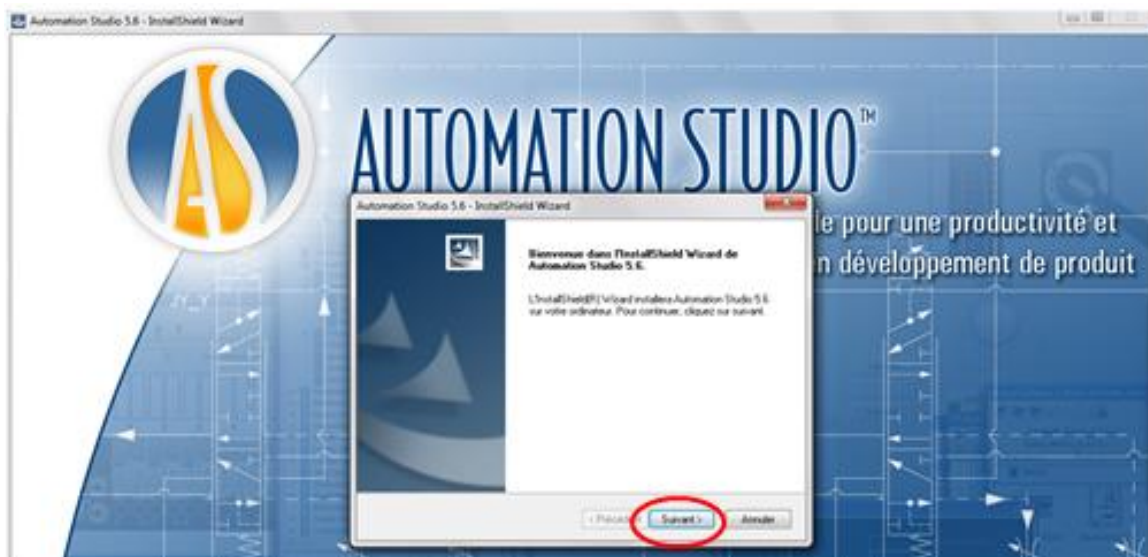 Automation Studio 5.6 - InstallShield Wizard
AS
AUTOMATION STUDIO™
le pour une productivité et
n développement de produit
Automation Studio 5.6 - InstallShield Wizard
Bienvenue dans l'InstallShield Wizard de
Automation Studio 5.6.
L'InstallShield(R) Wizard installera Automation Studio 5.6
sur votre ordinateur. Pour continuer, cliquez sur suivant.
Suivant >
Annuler